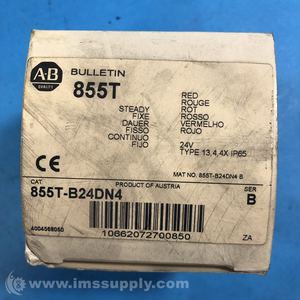 A-B
QUALITY
BULLETIN
855T
STEADY
FIXE
DAUER
FISSO
CONTINUO
FIJO
RED
ROUGE
ROT
ROSSO
VERMELHO
ROJO
24V
TYPE 13,4,4X IP65
MAT NO. 855T-B24DN4 B
CE
PRODUCT OF AUSTRIA
CAT.
855T-B24DN4
SER
B
10662072700850
ZA
www.imssupply.com/